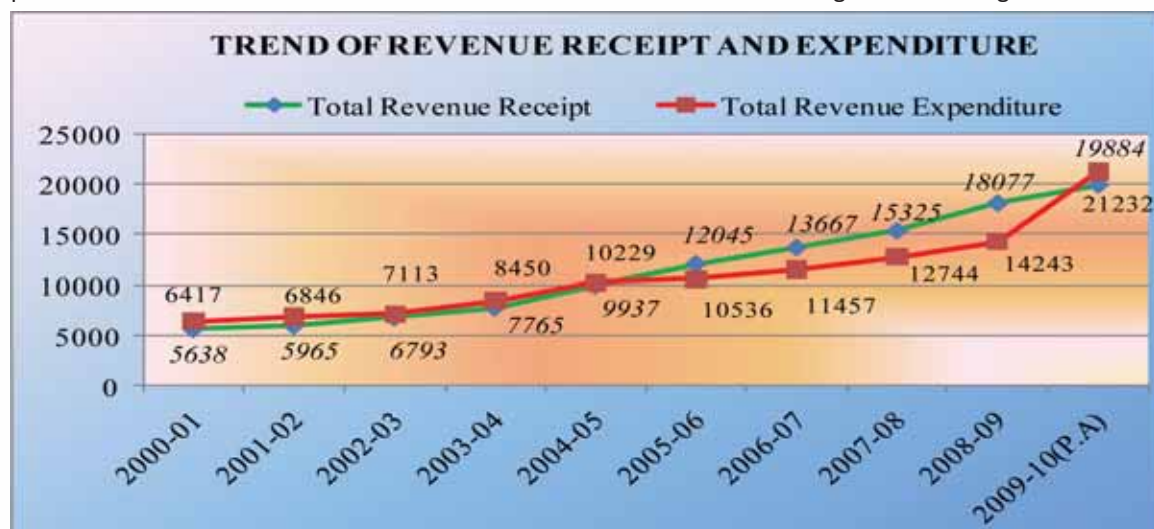 TREND OF REVENUE RECEIPT AND EXPENDITURE
Total Revenue Receipt Total Revenue Expenditure
25000
20000
15000
10000
5000
0
6417 6846 7113 8450 10229 12045 13667 15325 18077 19884
5638 5965 6793 7765 9937 10536 11457 12744 14243 21232
2000-01 2001-02 2002-03 2003-04 2004-05 2005-06 2006-07 2007-08 2008-09 2009-10(P.A)